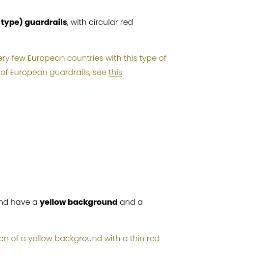 type) guardrails, with circular red
ery few European countries with this type of
of European guardrails, see this
nd have a yellow background and a
on of a yellow background with a thin red